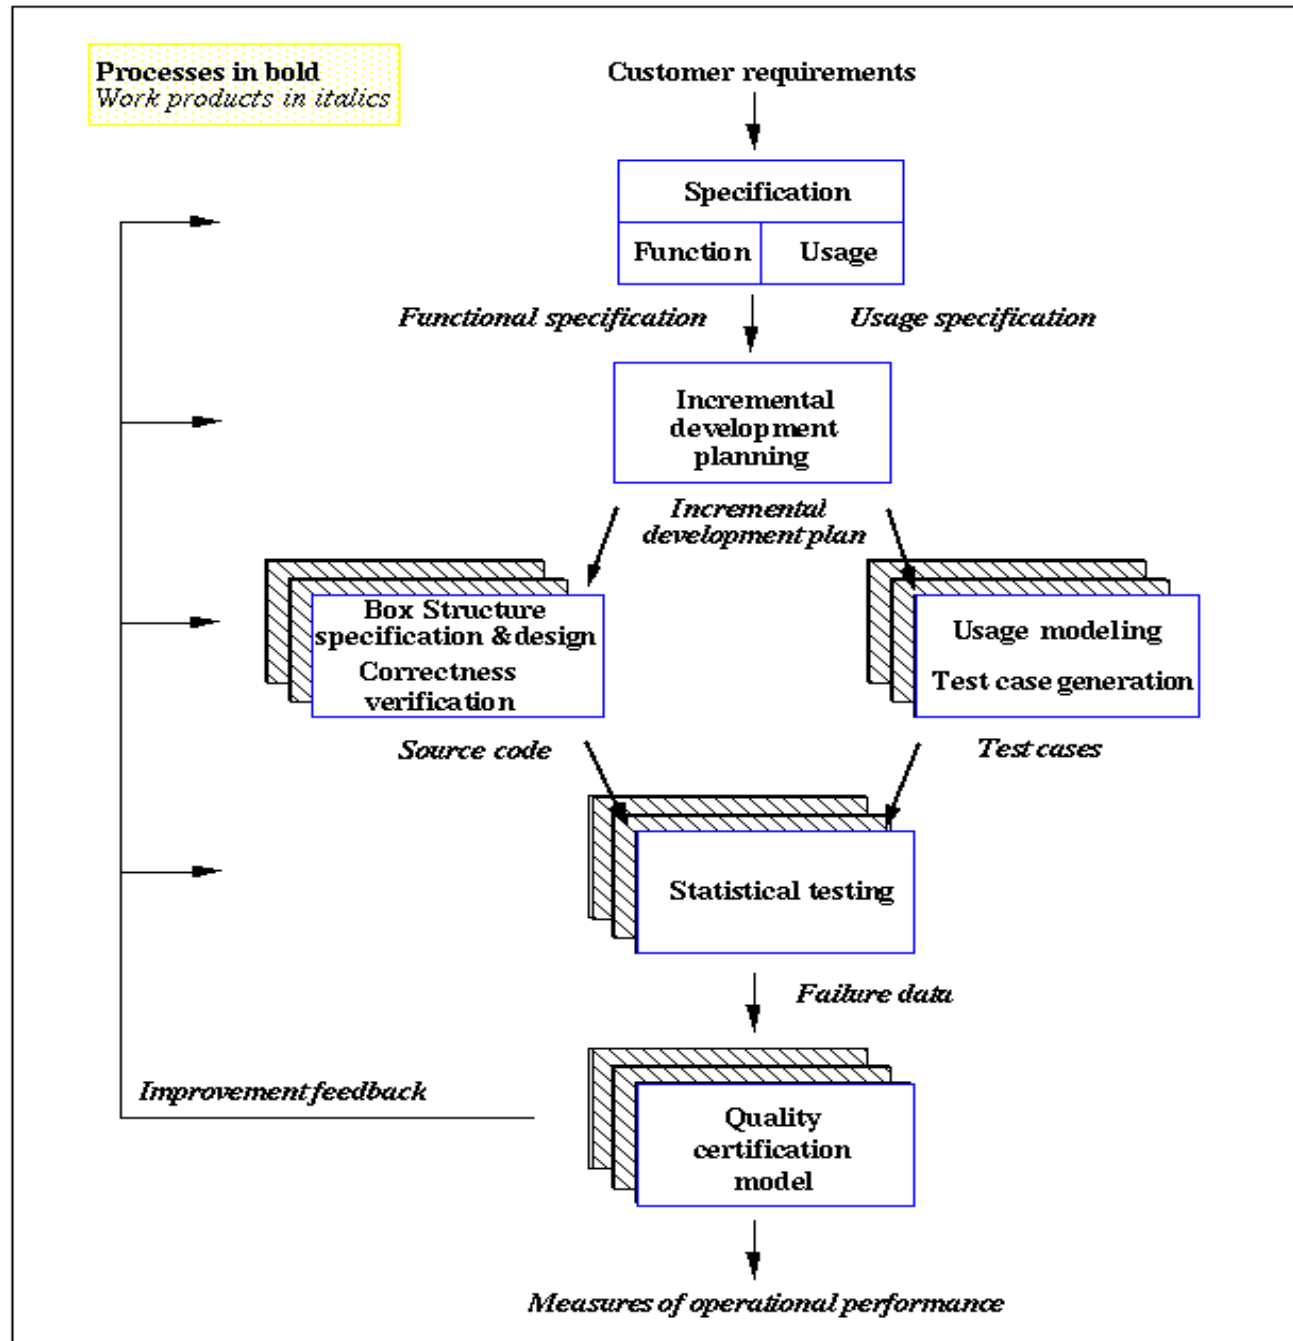 Processes in bold
Work products in italics
Customer requirements
Specification
Function
Usage
Functional specification
Usage specification
Incremental
development
planning
Incremental
development plan
Box Structure
specification & design
Correctness
verification
Usage modeling
Test case generation
Source code
Test cases
Statistical testing
Failure data
Improvement feedback
Quality
certification
model
Measures of operational performance